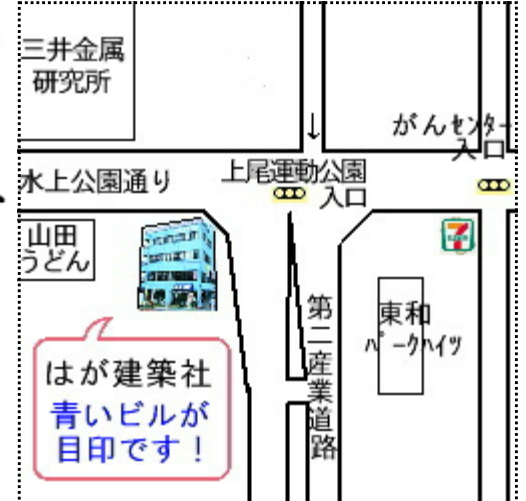 三井金属
研究所
がんセンター
入口
水上公園通り
上尾運動公園
入口
山田
うどん
7
第二産業道路
東和
パークハイツ
はが建築社
青いビルが
目印です！